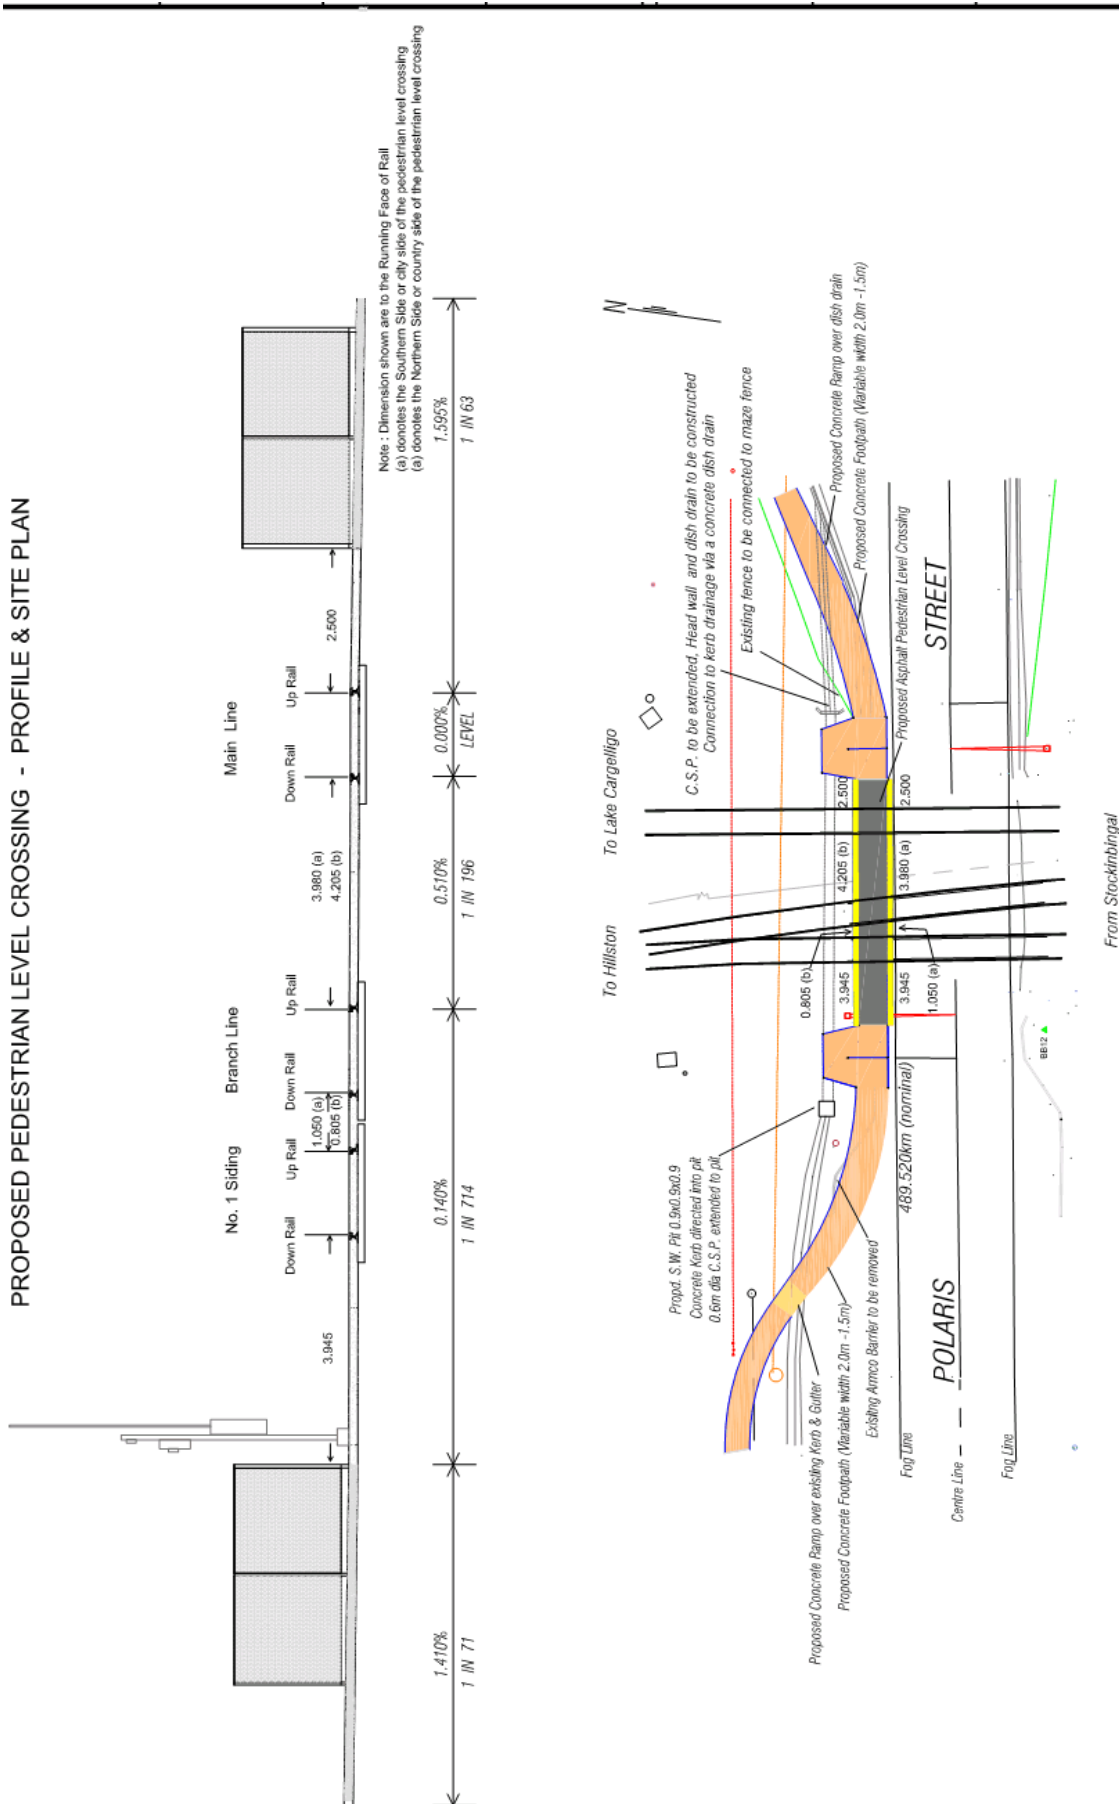 PROPOSED PEDESTRIAN LEVEL CROSSING - PROFILE & SITE PLAN
No. 1 Siding
Branch Line
Main Line
Down Rail
Up Rail
Down Rail
Up Rail
Down Rail
Up Rail
3.945
1.050 (a)
0.805 (b)
3.980 (a)
4.205 (b)
2.500
Note : Dimension shown are to the Running Face of Rail
(a) donotes the Southern Side or city side of the pedestrian level crossing
(a) donotes the Northern Side or country side of the pedestrian level crossing
1.410%
1 IN 71
0.140%
1 IN 714
0.510%
1 IN 196
0.000%
LEVEL
1.595%
1 IN 63
To Hillston
To Lake Cargelligo
N
C.S.P. to be extended, Head wall and dish drain to be constructed
Connection to kerb drainage via a concrete dish drain
Existing fence to be connected to maze fence
Propd. S.W. Pit 0.9x0.9x0.9
Concrete Kerb directed into pit
0.6m dia C.S.P. extended to pit
0.805 (b)
3.945
4.205 (b)
2.500
Proposed Concrete Ramp over dish drain
Proposed Concrete Footpath (Variable width 2.0m -1.5m)
Proposed Asphalt Pedestrian Level Crossing
3.945
1.050 (a)
3.980 (a)
2.500
Proposed Concrete Ramp over existing Kerb & Gutter
Proposed Concrete Footpath (Variable width 2.0m -1.5m)
Exisitng Armco Barrier to be removed
489.520km (nominal)
POLARIS
STREET
Fog Line
Centre Line
Fog Line
BB12
From Stockinbingal